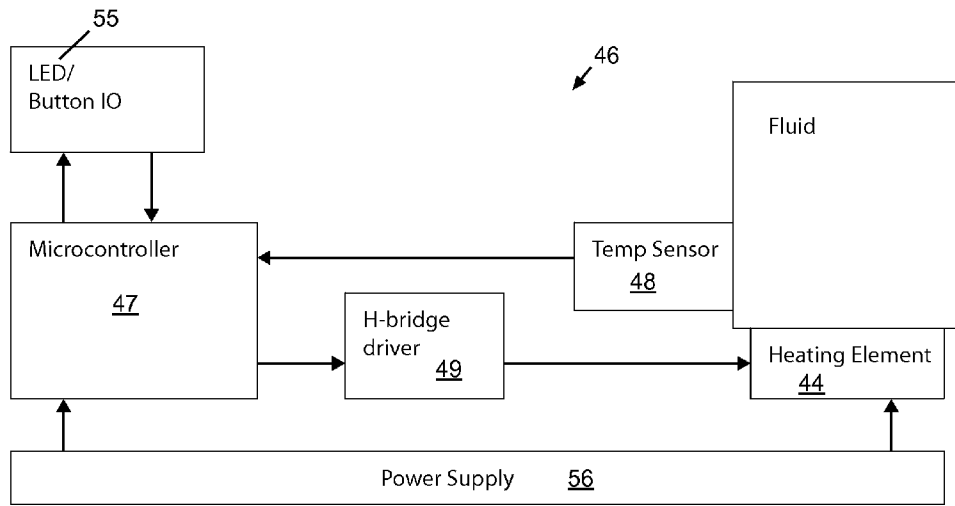 55
LED/
Button IO
46
Fluid
Microcontroller
47
Temp Sensor
48
H-bridge
driver
49
Heating Element
44
Power Supply 56